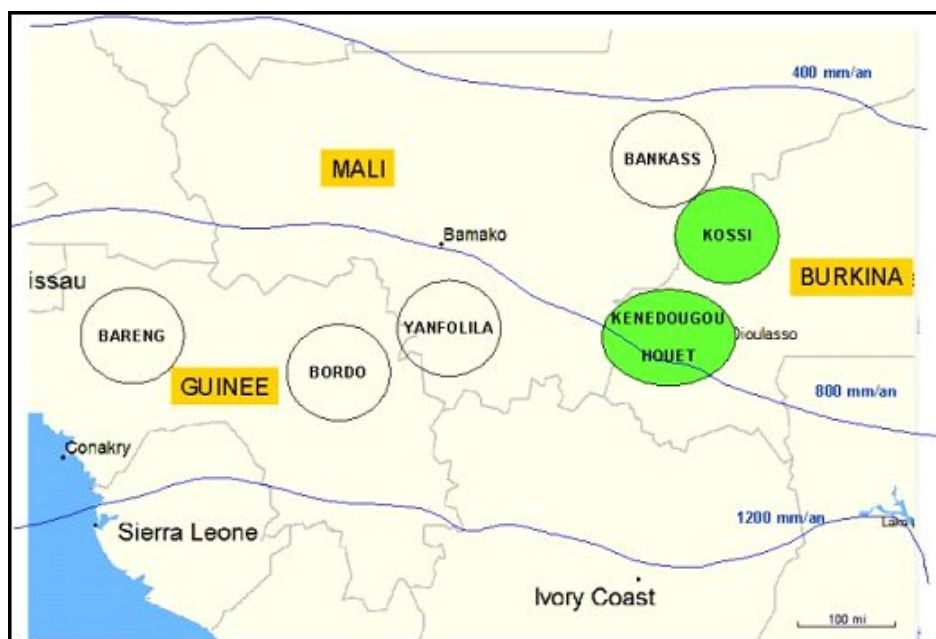 400 mm/an
BANKASS
MALI
KOSSI
Bamako
issau
BURKINA
KENEDOUGOU
YANFOLILA
BARENG
Dioulasso
HOUET
BORDO
GUINEE
800 mm/an
Conakry
1200 mm/an
Sierra Leone
Lake
Ivory Coast
100 mi